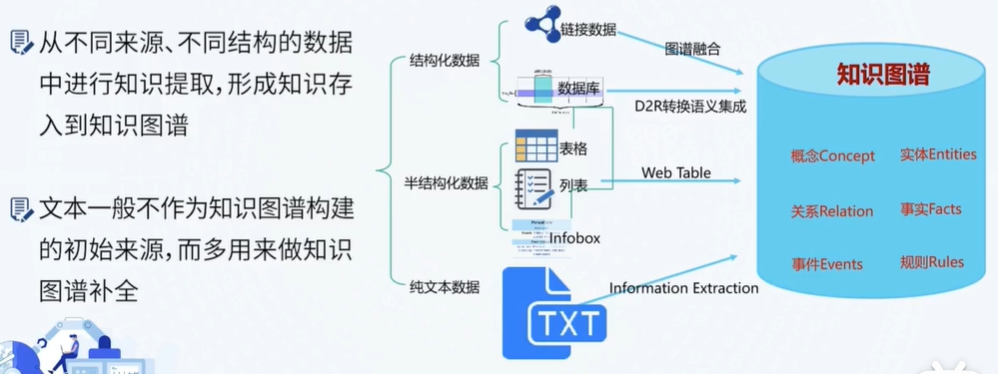 从不同来源、不同结构的数据
中进行知识提取，形成知识存
入到知识图谱
文本一般不作为知识图谱构建
的初始来源，而多用来做知识
图谱补全
结构化数据
半结构化数据
纯文本数据
链接数据
数据库
表格
列表
Infobox
TXT
图谱融合
D2R转换语义集成
Web Table
Information Extraction
知识图谱
概念Concept
实体Entities
关系Relation
事实Facts
事件Events
规则Rules